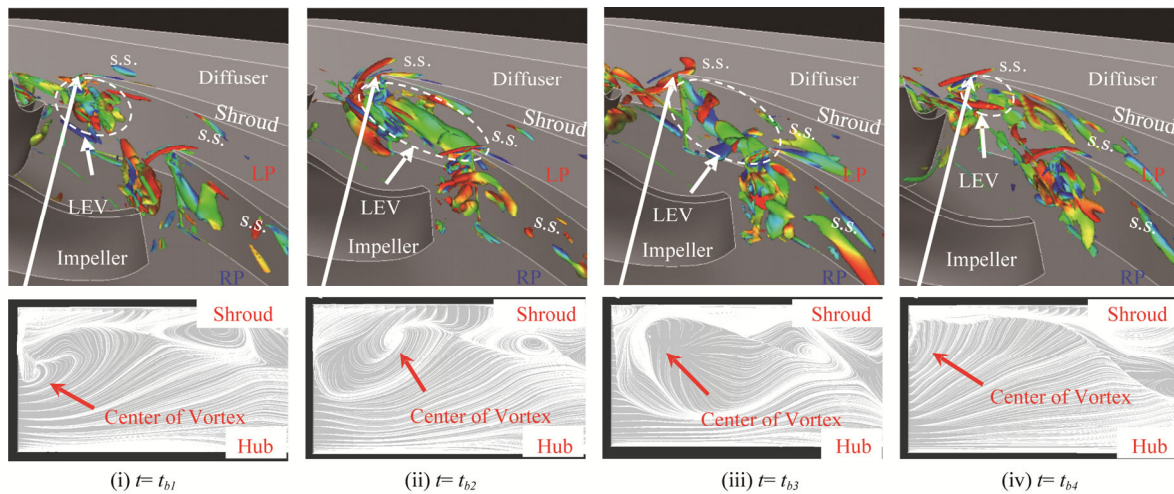 s.s.
Diffuser
Shroud
s.s.
LP
LEV
s.s.
Impeller
RP
s.s.
Diffuser
Shroud
s.s.
LP
LEV
s.s.
Impeller
RP
s.s.
Diffuser
Shroud
s.s.
LP
LEV
s.s.
Impeller
RP
s.s.
Diffuser
Shroud
s.s.
LP
LEV
s.s.
Impeller
RP
Shroud
Center of Vortex
Hub
Shroud
Center of Vortex
Hub
Shroud
Center of Vortex
Hub
Shroud
Center of Vortex
Hub
(i) t= tb1
(ii) t= tb2
(iii) t= tb3
(iv) t= tb4